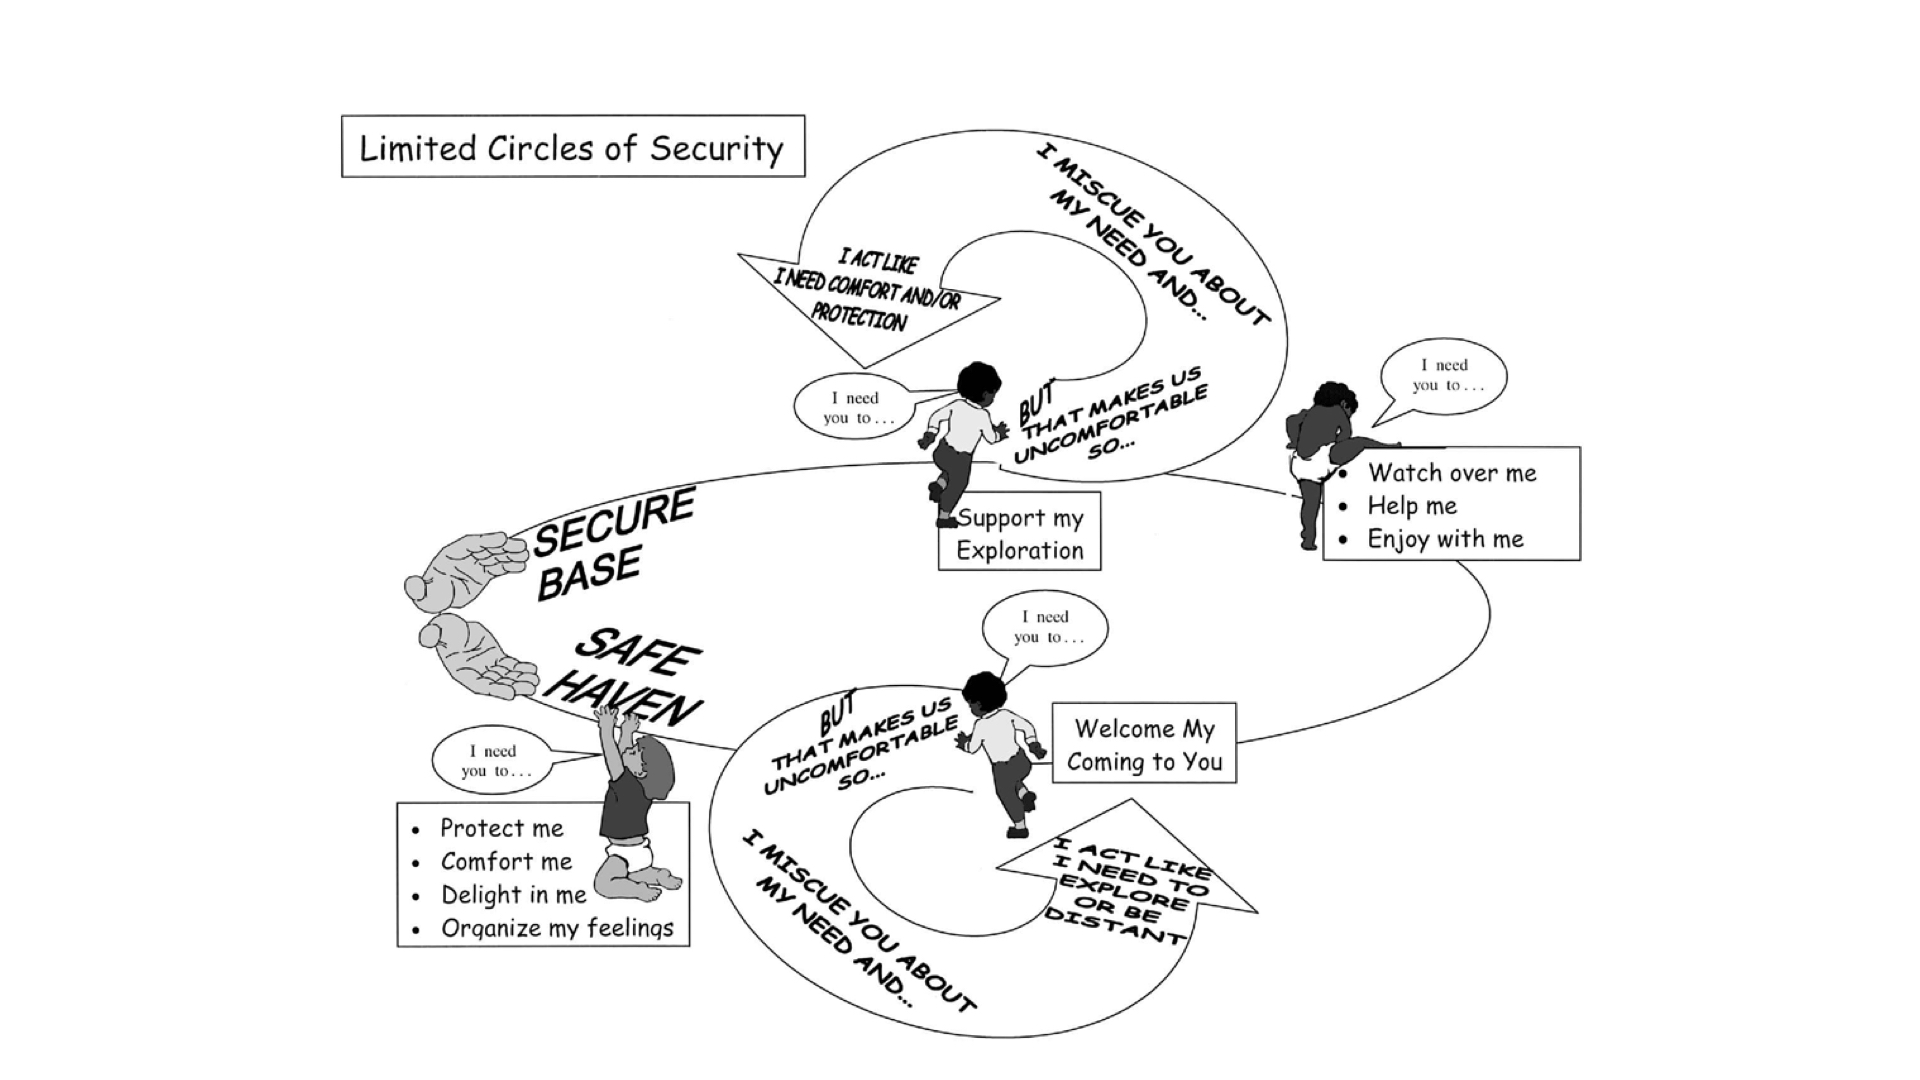 Limited Circles of Security
I MISCUE YOU ABOUT
MY NEED AND...
I ACT LIKE
I NEED COMFORT AND/OR
PROTECTION
BUT
THAT MAKES US
UNCOMFORTABLE
SO...
I need
you to . . .
I need
you to . . .
• Watch over me
• Help me
• Enjoy with me
Support my
Exploration
SECURE
BASE
SAFE
HAVEN
I need
you to . . .
Welcome My
Coming to You
BUT
THAT MAKES US
UNCOMFORTABLE
SO...
I MISCUE YOU ABOUT
MY NEED AND...
I ACT LIKE
I NEED TO
EXPLORE
OR BE
DISTANT
I need
you to . . .
• Protect me
• Comfort me
• Delight in me
• Organize my feelings